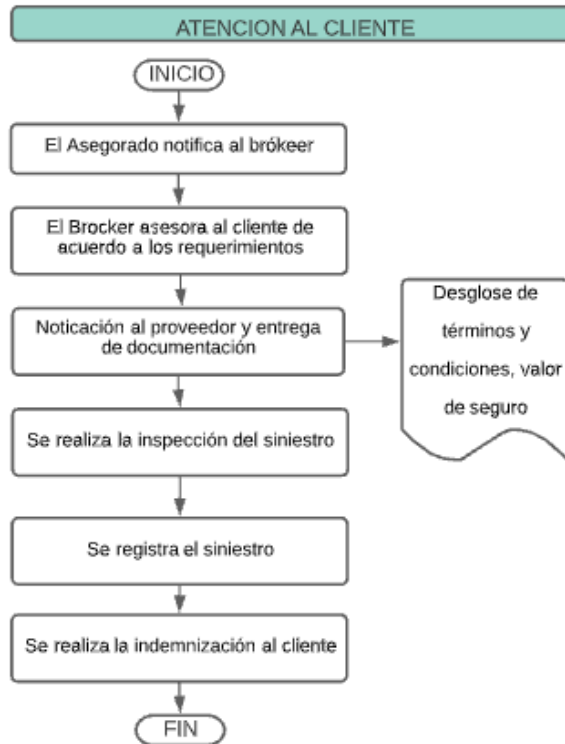 ATENCION AL CLIENTE
INICIO
El Asegorado notifica al brókeer
El Brocker asesora al cliente de
acuerdo a los requerimientos
Noticación al proveedor y entrega
de documentación
Desglose de
términos y
condiciones, valor
de seguro
Se realiza la inspección del siniestro
Se registra el siniestro
Se realiza la indemnización al cliente
FIN